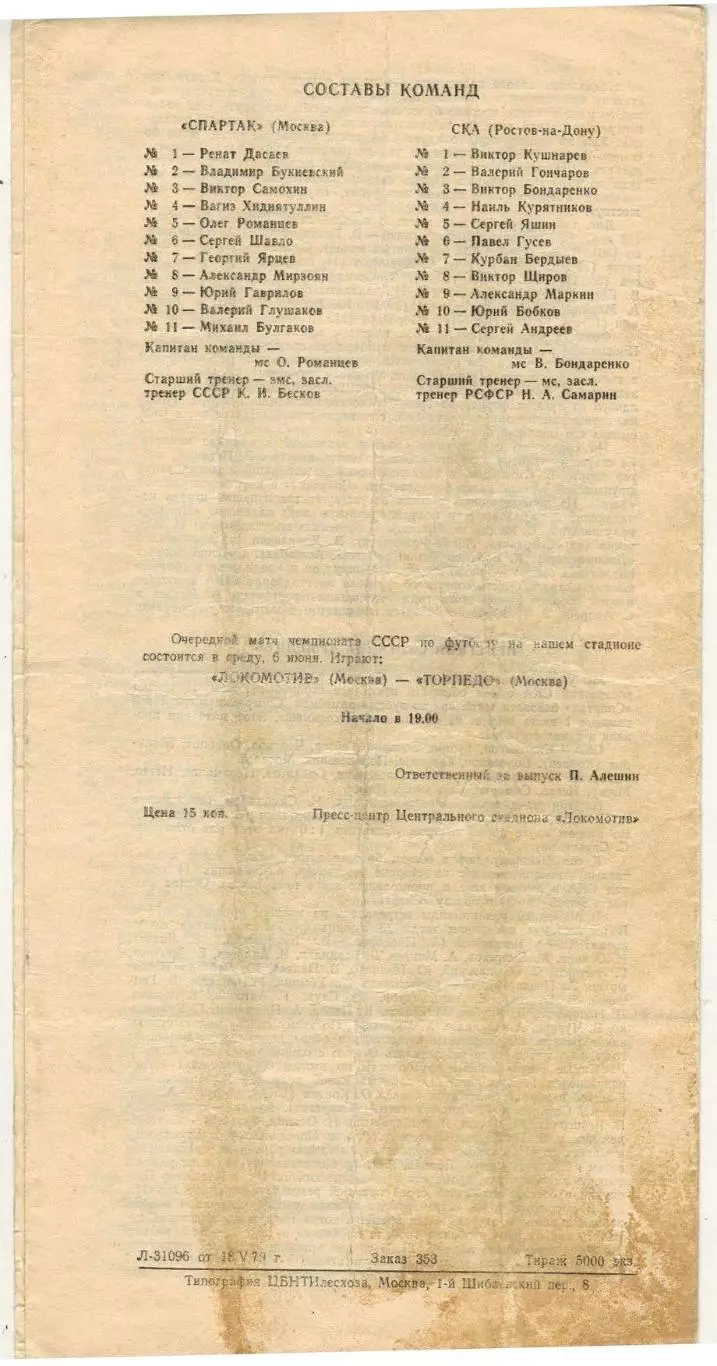 СОСТАВЫ КОМАНД
«СПАРТАК» (Москва)
№ 1 — Ренат Дасаев
№ 2 — Владимир Букиевский
№ 3 — Виктор Самохин
№ 4 — Вагиз Хидиятуллин
№ 5 — Олег Романцев
№ 6 — Сергей Шавло
№ 7 — Георгий Ярцев
№ 8 — Александр Мирзоян
№ 9 — Юрий Гаврилов
№ 10 — Валерий Глушаков
№ 11 — Михаил Булгаков
Капитан команды —
мс О. Романцев
Старший тренер — змс, засл.
тренер СССР К. И. Бесков
СКА (Ростов-на-Дону)
№ 1 — Виктор Кушнарев
№ 2 — Валерий Гончаров
№ 3 — Виктор Бондаренко
№ 4 — Наиль Курятников
№ 5 — Сергей Яшин
№ 6 — Павел Гусев
№ 7 — Курбан Бердыев
№ 8 — Виктор Щиров
№ 9 — Александр Маркин
№ 10 — Юрий Бобков
№ 11 — Сергей Андреев
Капитан команды —
мс В. Бондаренко
Старший тренер — мс, засл.
тренер РСФСР Н. А. Самарин
Очередной матч чемпионата СССР по футболу на нашем стадионе
состоится в среду, 6 июня. Играют:
«ЛОКОМОТИВ» (Москва) — «ТОРПЕДО» (Москва)
Начало в 19.00
Ответственный за выпуск П. Алешин
Цена 15 коп.
Пресс-центр Центрального стадиона «Локомотив»
Л-31096 от 18/V 79 г.
Заказ 353
Тираж 5000 экз.
Типография ЦБНТИлесхоза, Москва, 1-й Шибаевский пер., 8